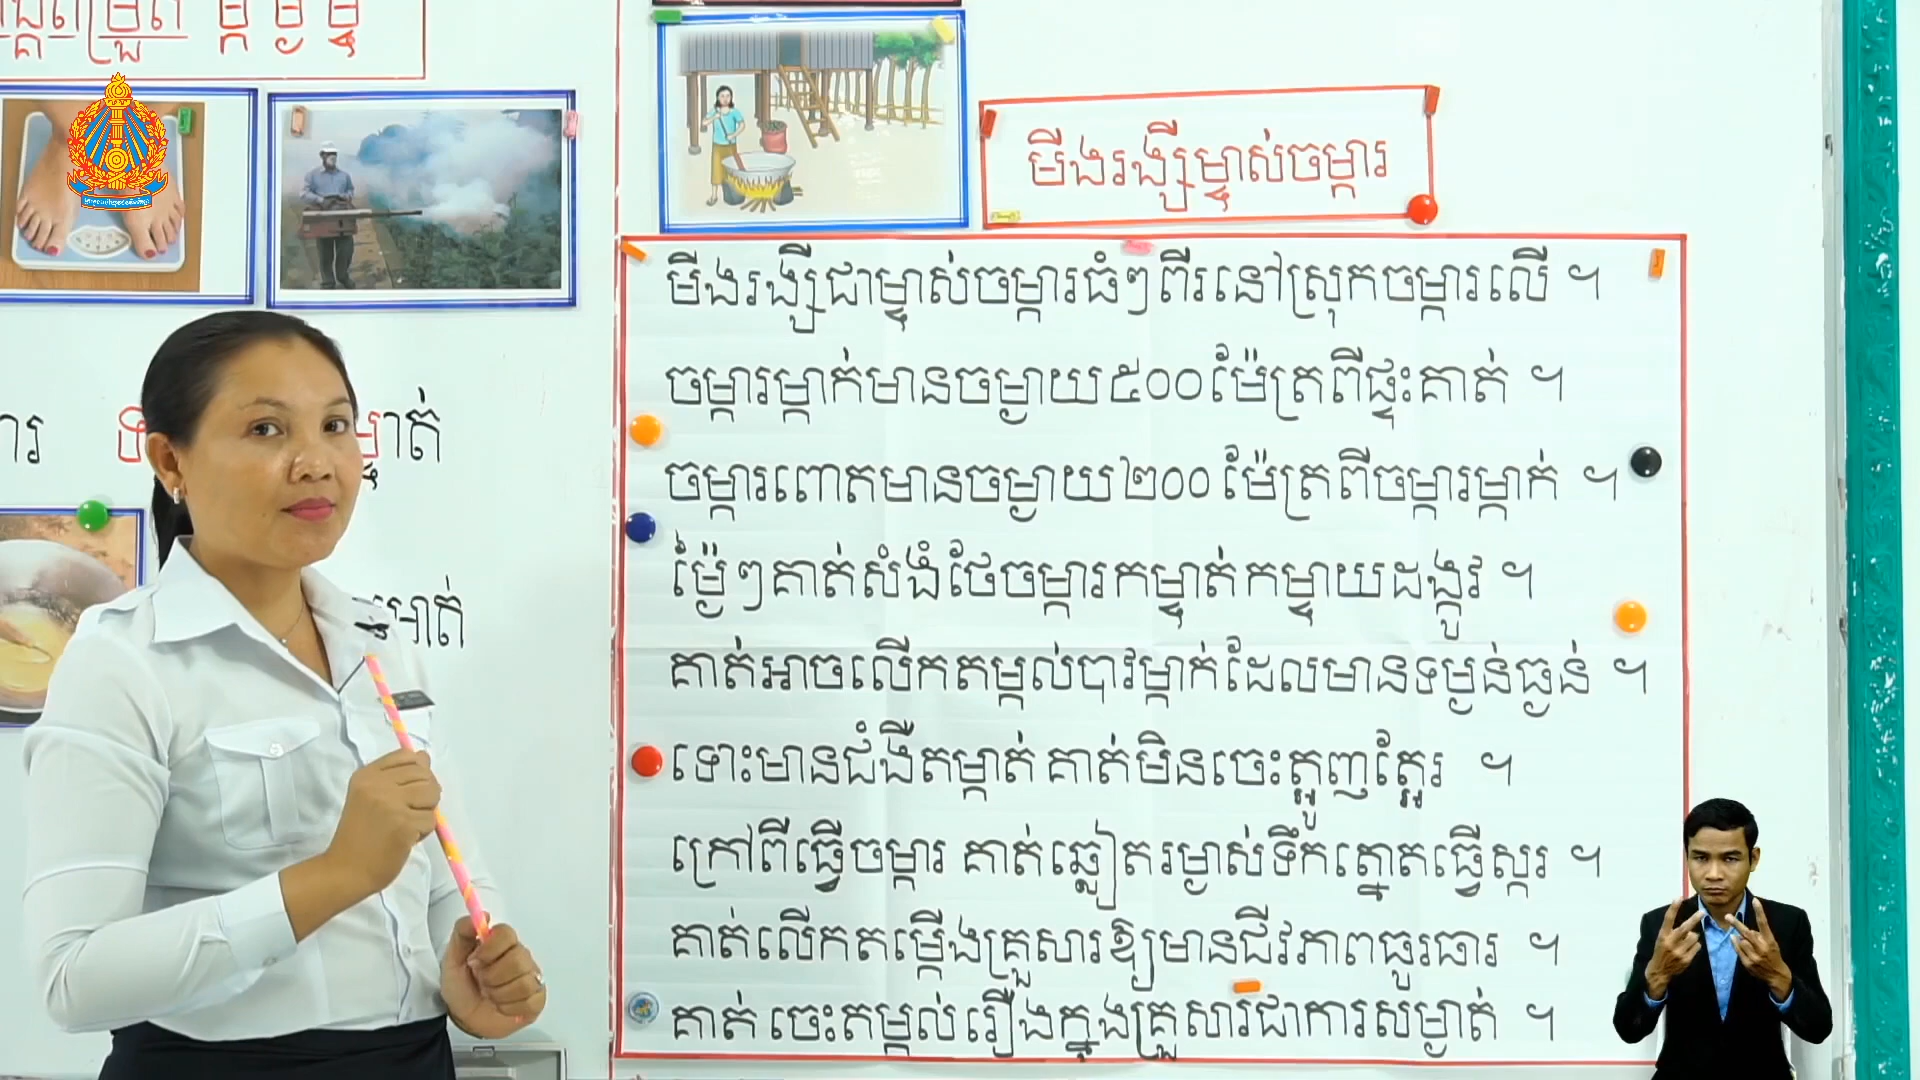 ម្ក ម្ង ម្ទ
មីងរង្ស៊ីម្ចាស់ចម្ការ
មីងរង្ស៊ីជាម្ចាស់ចម្ការធំៗពីរនៅស្រុកចម្ការលើ ។
ចម្ការម្កាក់មានចម្ងាយ៥០០ម៉ែត្រពីផ្ទះគាត់ ។
ចម្ការពោតមានចម្ងាយ២០០ ម៉ែត្រពីចម្ការម្កាក់ ។
ម្ង៉ៃៗគាត់សំងំថែចម្ការកម្ចាត់កម្ទាយដង្កូវ ។
គាត់អាចលើកតម្កល់បាវម្កាក់ដែលមានទម្ងន់ធ្ងន់ ។
ទោះមានជំងឺតម្កាត់ គាត់មិនចេះត្អូញត្អែរ ។
ក្រៅពីធ្វើចម្ការ គាត់ឆ្លៀតរម្ងាស់ទឹកត្នោតធ្វើស្ករ ។
គាត់លើកតម្កើងគ្រួសារឱ្យមានជីវភាពធូរធារ ។
គាត់ ចេះតម្កល់រឿងក្នុងគ្រួសារជាការសម្ងាត់ ។